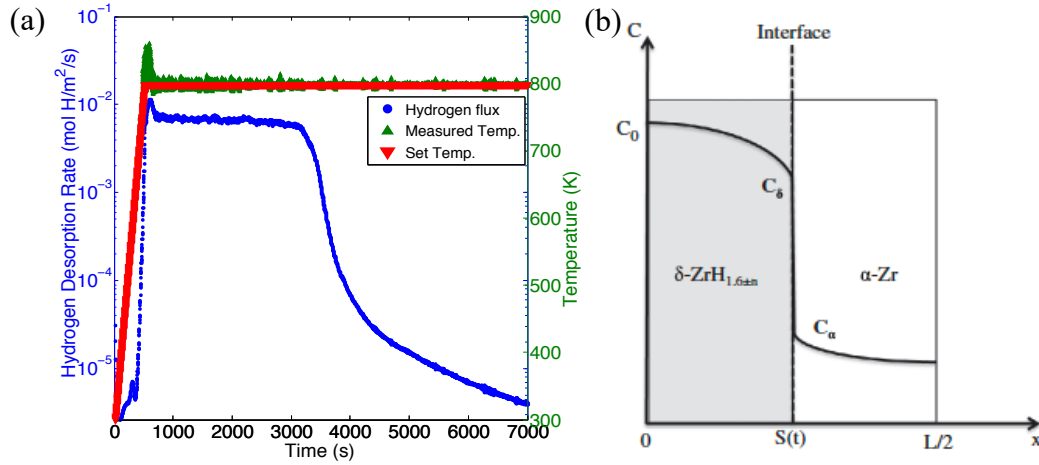 (a)
Hydrogen Desorption Rate (mol H/m²/s)
10⁻¹
10⁻²
10⁻³
10⁻⁴
10⁻⁵
900
800
700
600
500
400
300
Temperature (K)
Hydrogen flux
Measured Temp.
Set Temp.
0 1000 2000 3000 4000 5000 6000 7000
Time (s)
(b)
C
Interface
C₀
C_δ
δ-ZrH₁.₆±ₙ
α-Zr
C_α
0
S(t)
L/2
x